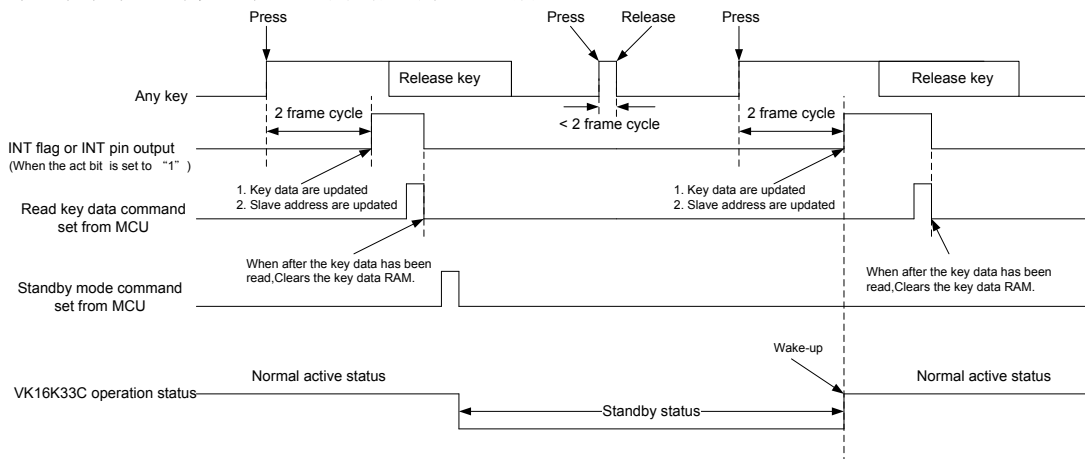 Press
Press
Release
Press
Any key
Release key
Release key
2 frame cycle
< 2 frame cycle
2 frame cycle
INT flag or INT pin output
(When the act bit is set to “1” )
1. Key data are updated
2. Slave address are updated
1. Key data are updated
2. Slave address are updated
Read key data command
set from MCU
When after the key data has been
read,Clears the key data RAM.
When after the key data has been
read,Clears the key data RAM.
Standby mode command
set from MCU
Wake-up
VK16K33C operation status
Normal active status
Standby status
Normal active status